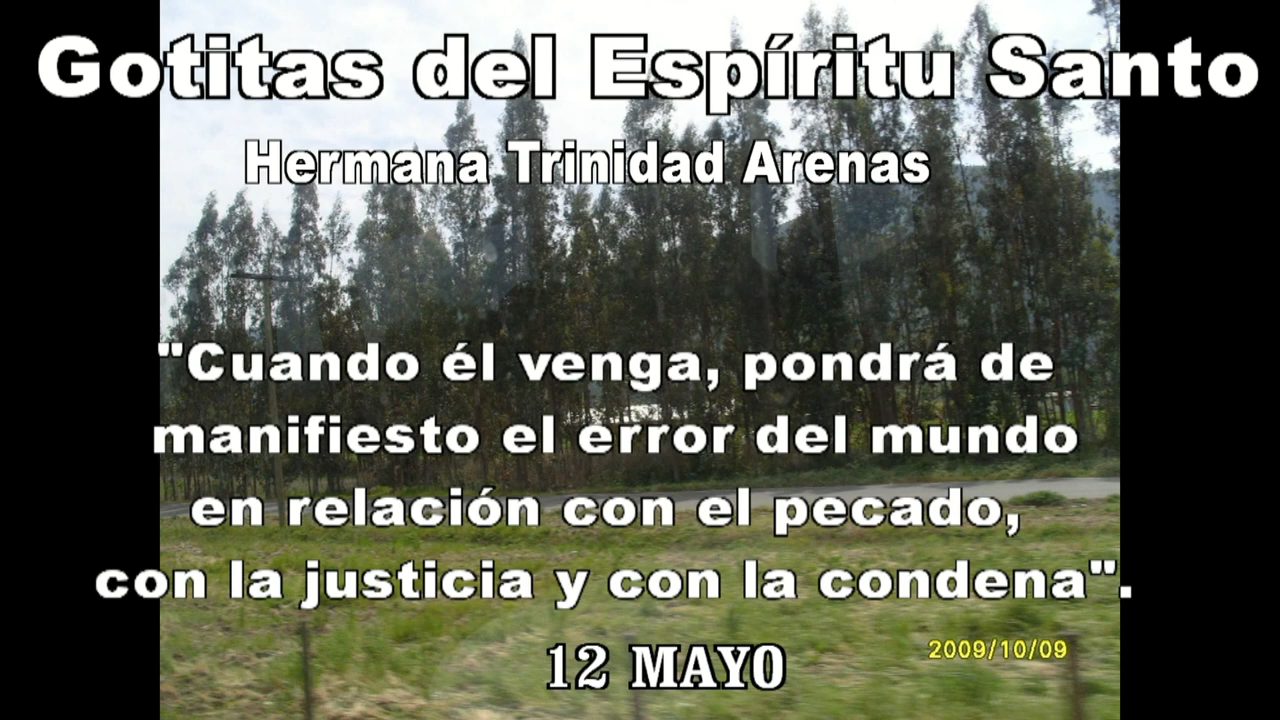 Gotitas del Espíritu Santo
Hermana Trinidad Arenas
"Cuando él venga, pondrá de
manifiesto el error del mundo
en relación con el pecado,
con la justicia y con la condena".
12 MAYO
2009/10/09